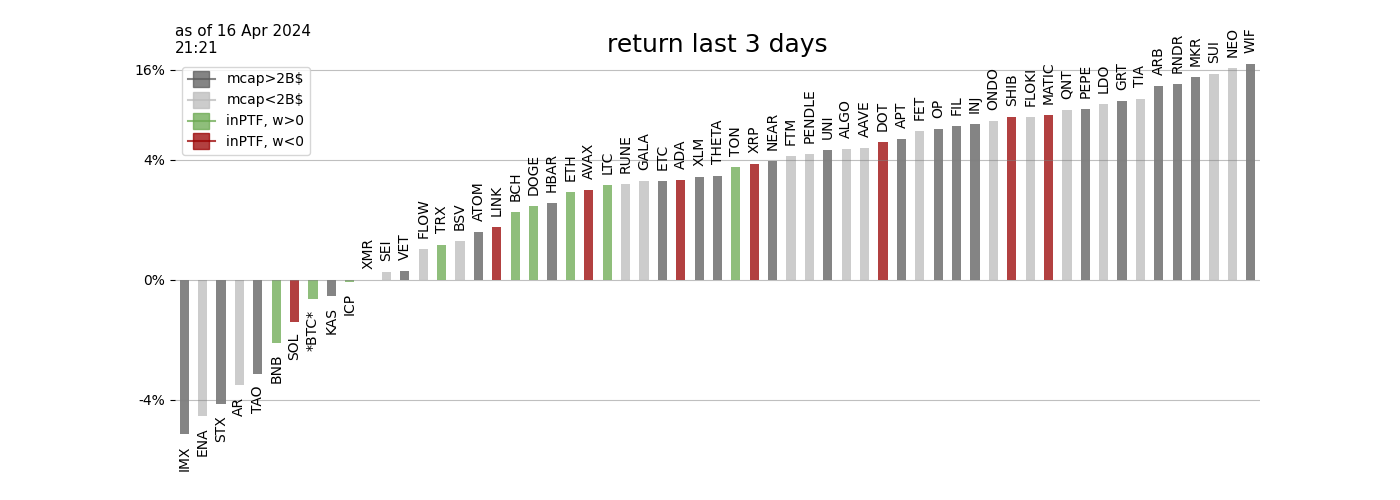 as of 16 Apr 2024
21:21
return last 3 days
mcap>2B$
mcap<2B$
inPTF, w>0
inPTF, w<0
16%
4%
0%
-4%
IMX
ENA
STX
AR
TAO
BNB
SOL
*BTC*
KAS
ICP
XMR
SEI
VET
FLOW
TRX
BSV
ATOM
LINK
BCH
DOGE
HBAR
ETH
AVAX
LTC
RUNE
GALA
ETC
ADA
XLM
THETA
TON
XRP
NEAR
FTM
PENDLE
UNI
ALGO
AAVE
DOT
APT
FET
OP
FIL
INJ
ONDO
SHIB
FLOKI
MATIC
QNT
PEPE
LDO
GRT
TIA
ARB
RNDR
MKR
SUI
NEO
WIF